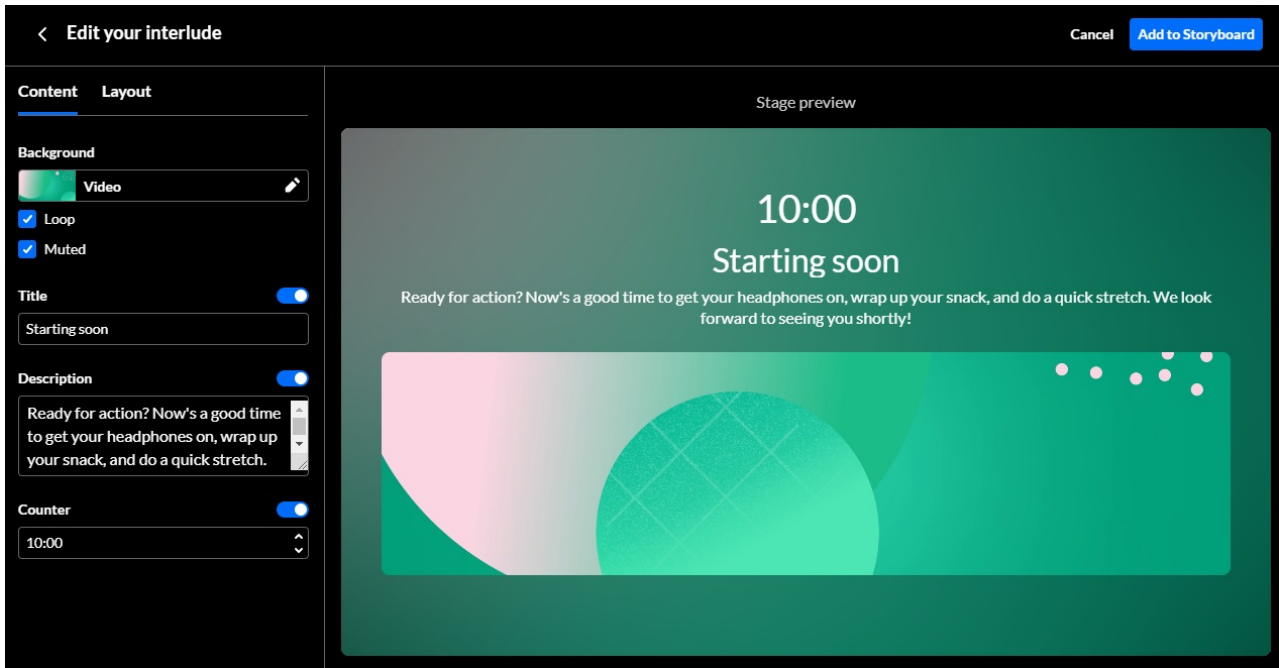 Edit your interlude
Cancel
Add to Storyboard
Content
Layout
Background
Video
Loop
Muted
Title
Starting soon
Description
Ready for action? Now's a good time
to get your headphones on, wrap up
your snack, and do a quick stretch.
Counter
10:00
Stage preview
10:00
Starting soon
Ready for action? Now's a good time to get your headphones on, wrap up your snack, and do a quick stretch. We look
forward to seeing you shortly!